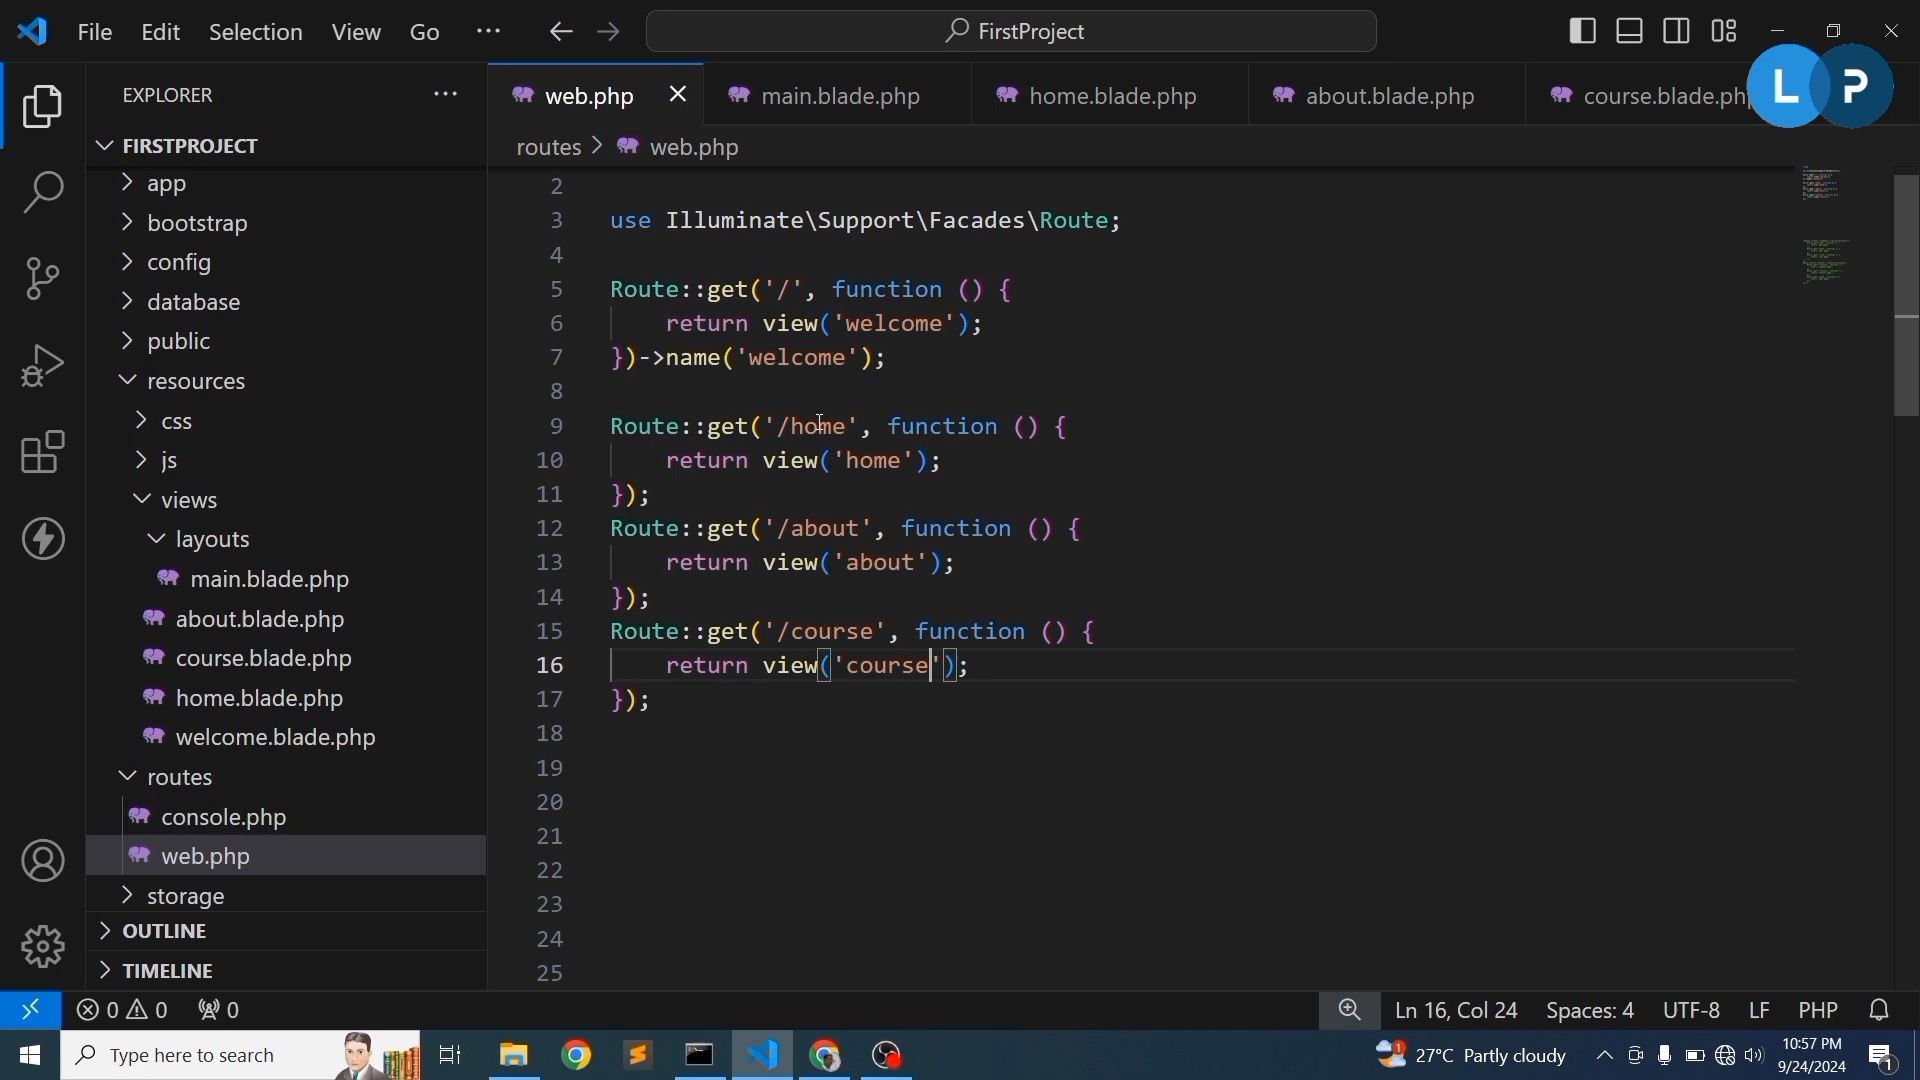 File Edit Selection View Go ··· FirstProject
EXPLORER ···
web.php main.blade.php home.blade.php about.blade.php course.blade.ph
L P
FIRSTPROJECT
routes > web.php
app
bootstrap
config
database
public
resources
css
js
views
layouts
main.blade.php
about.blade.php
course.blade.php
home.blade.php
welcome.blade.php
routes
console.php
web.php
storage
OUTLINE
TIMELINE
2
3 use Illuminate\Support\Facades\Route;
4
5 Route::get('/', function () {
6 return view('welcome');
7 })->name('welcome');
8
9 Route::get('/home', function () {
10 return view('home');
11 });
12 Route::get('/about', function () {
13 return view('about');
14 });
15 Route::get('/course', function () {
16 return view('course');
17 });
18
19
20
21
22
23
24
25
0 0 0 Ln 16, Col 24 Spaces: 4 UTF-8 LF PHP
Type here to search 1 27°C Partly cloudy 10:57 PM
9/24/2024 1